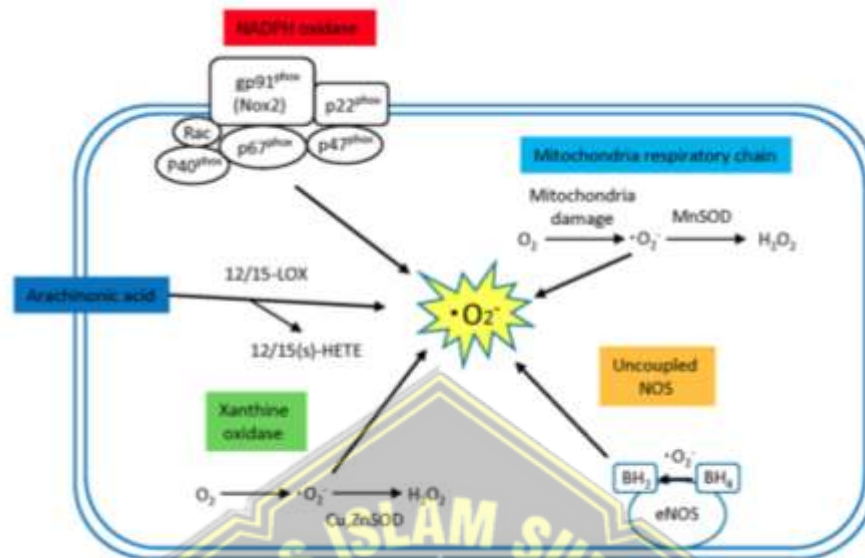 NADPH oxidase
gp91phox
(Nox2)
p22phox
Rac
P40phox
p67phox
p47phox
Mitochondria respiratory chain
Mitochondria
damage
MnSOD
O2
•O2-
H2O2
12/15-LOX
Arachinonic acid
12/15(s)-HETE
•O2-
Uncoupled
NOS
Xanthine
oxidase
O2
•O2-
H2O2
Cu,ZnSOD
•O2-
BH2
BH4
eNOS
ISLAM